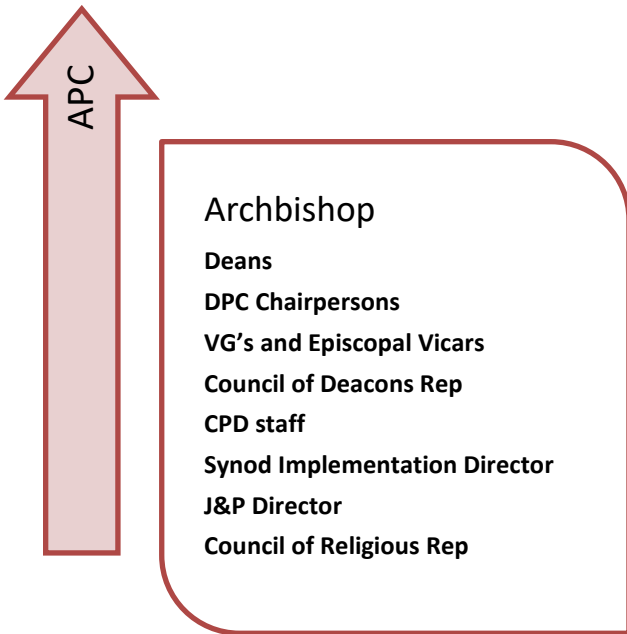 APC
Archbishop
Deans
DPC Chairpersons
VG's and Episcopal Vicars
Council of Deacons Rep
CPD staff
Synod Implementation Director
J&P Director
Council of Religious Rep